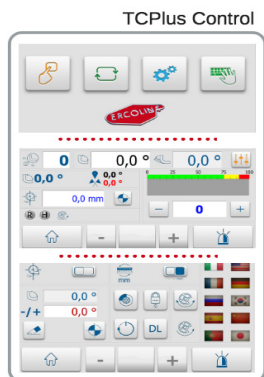 TCPlus Control
ERCOLINA
0 0,0 ° 0,0 °
0,0 ° 0,0 °
0,0 °
0 25 50 75 100
0,0 mm
− 0 +
R H
- +
mm
0,0 °
-/+ 0,0 °
DL
- +